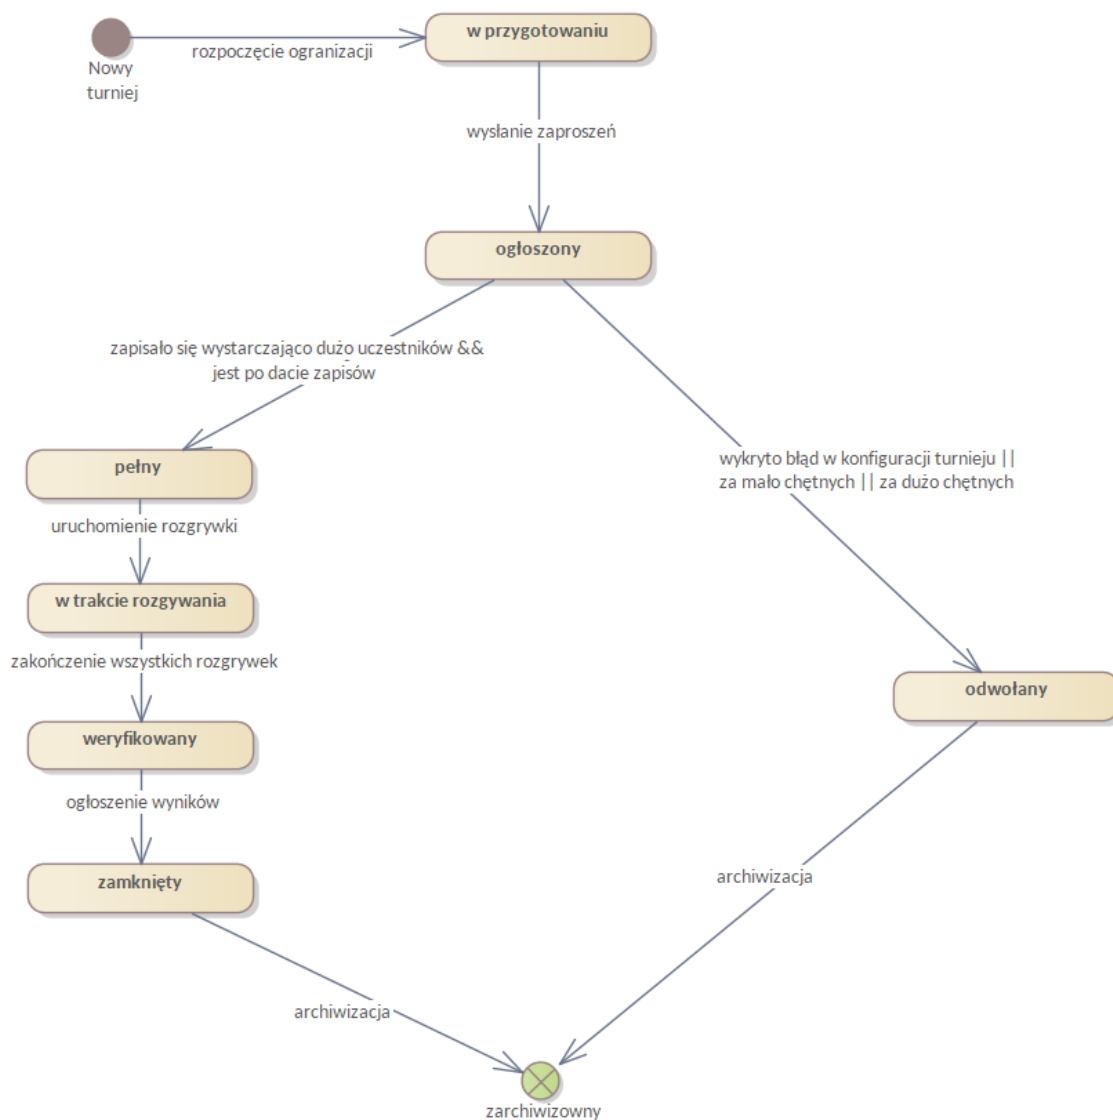 w przygotowaniu
rozpoczęcie ogranizacji
Nowy
turniej
wysłanie zaproszeń
ogłoszony
zapisało się wystarczająco dużo uczestników &&
jest po dacie zapisów
wykryto błąd w konfiguracji turnieju ||
za mało chętnych || za dużo chętnych
pełny
uruchomienie rozgrywki
w trakcie rozgywania
zakończenie wszystkich rozgrywek
odwołany
weryfikowany
ogłoszenie wyników
zamknięty
archiwizacja
archiwizacja
zarchiwizowny